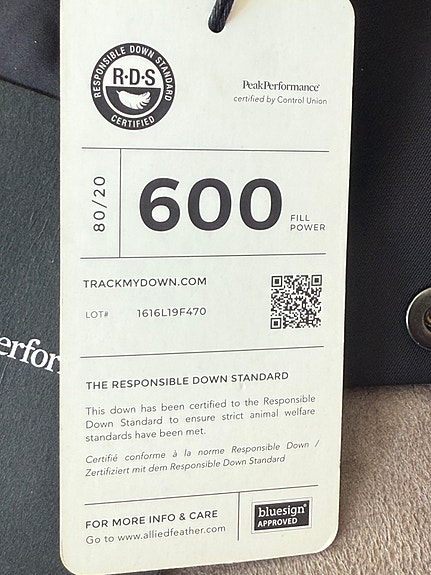 RESPONSIBLE DOWN STANDARD
R·D·S
CERTIFIED
PeakPerformance®
certified by Control Union
80/20
600
FILL
POWER
TRACKMYDOWN.COM
LOT# 1616L19F470
THE RESPONSIBLE DOWN STANDARD
This down has been certified to the Responsible
Down Standard to ensure strict animal welfare
standards have been met.
Certifié conforme à la norme Responsible Down /
Zertifiziert mit dem Responsible Down Standard
FOR MORE INFO & CARE
Go to www.alliedfeather.com
bluesign®
APPROVED
erfor